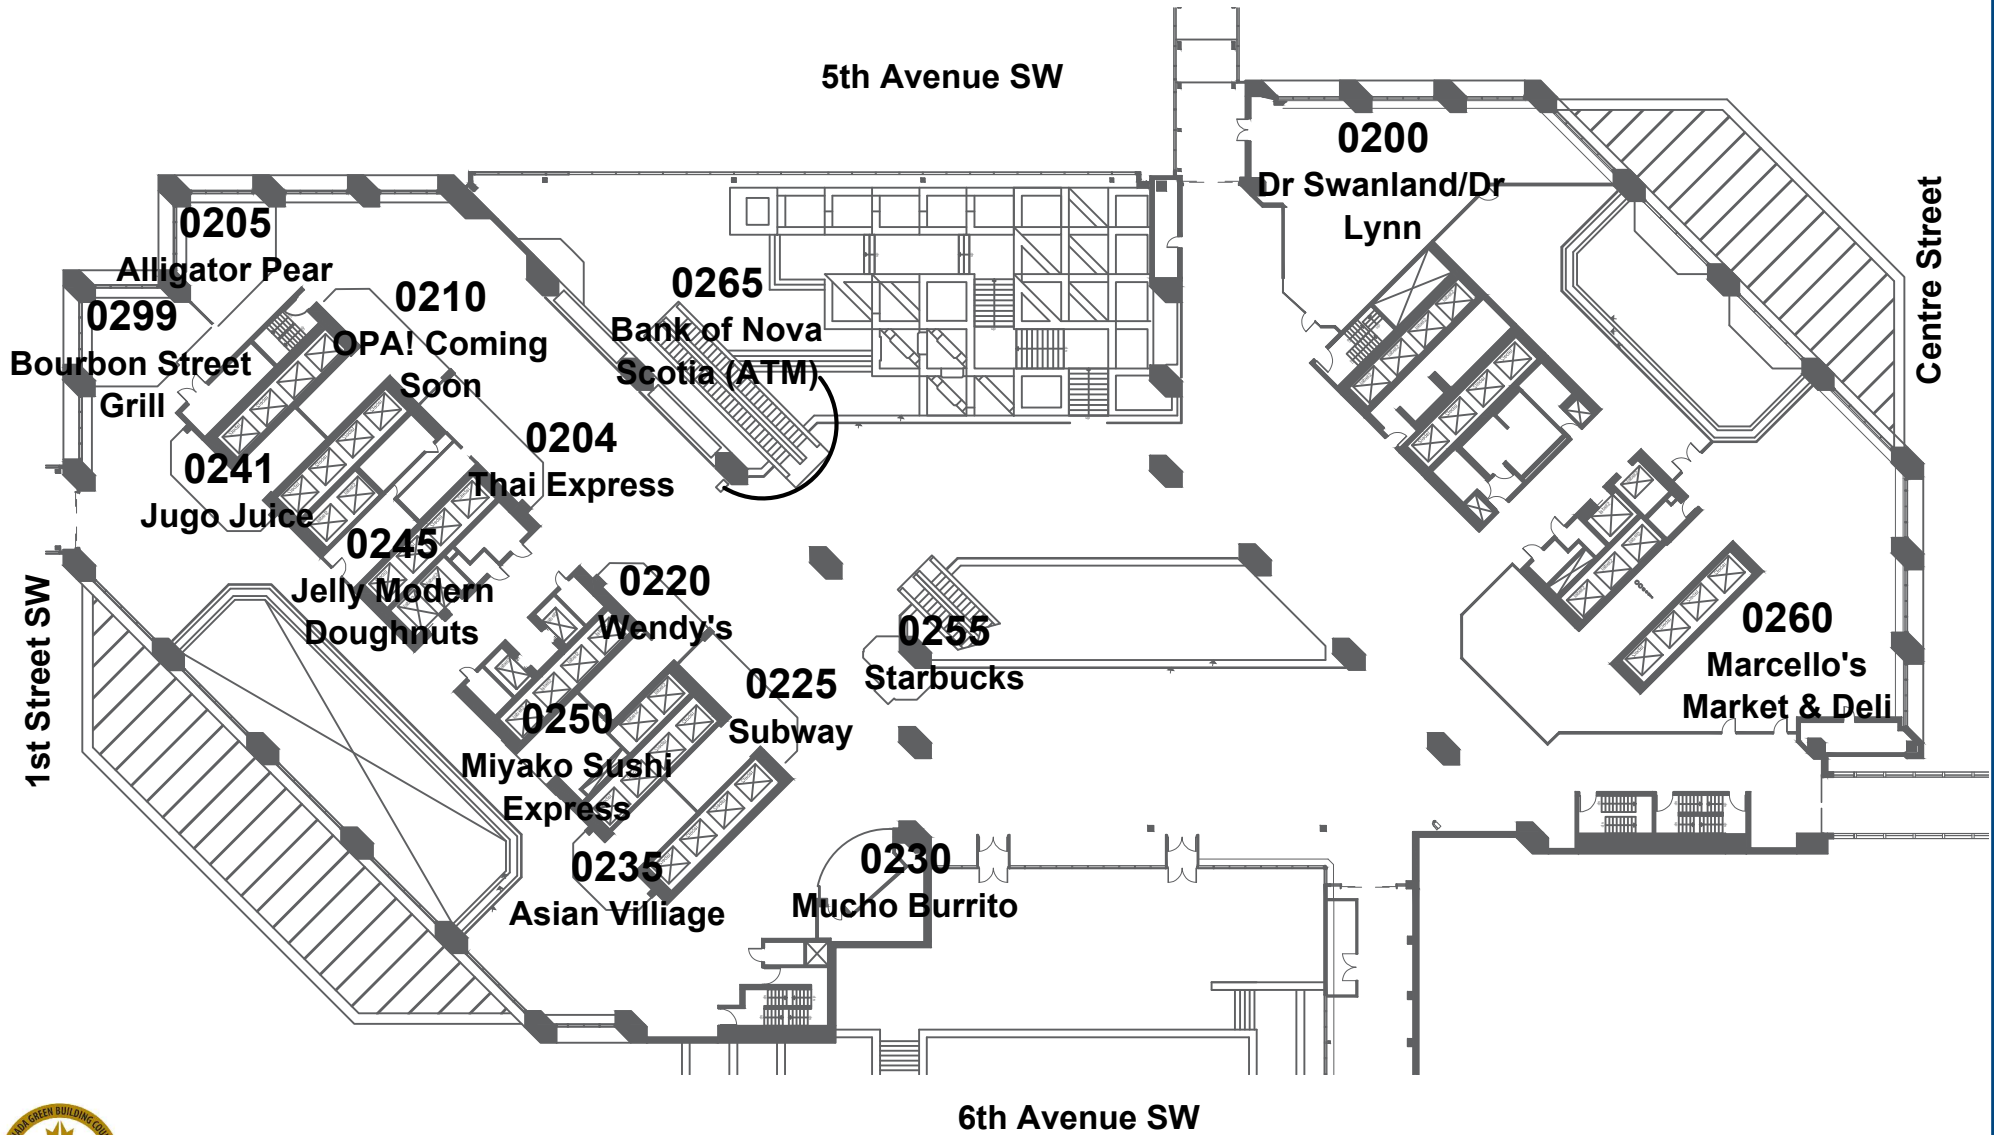 5th Avenue SW
0200
Dr Swanland/Dr
Lynn
Centre Street
0205
Alligator Pear
0299
Bourbon Street
Grill
0210
OPA! Coming
Soon
0265
Bank of Nova
Scotia (ATM)
0204
Thai Express
0241
Jugo Juice
0245
Jelly Modern
Doughnuts
0220
Wendy's
0225
Subway
0255
Starbucks
0260
Marcello's
Market & Deli
1st Street SW
0250
Miyako Sushi
Express
0235
Asian Villiage
0230
Mucho Burrito
6th Avenue SW
GREEN BUILDING